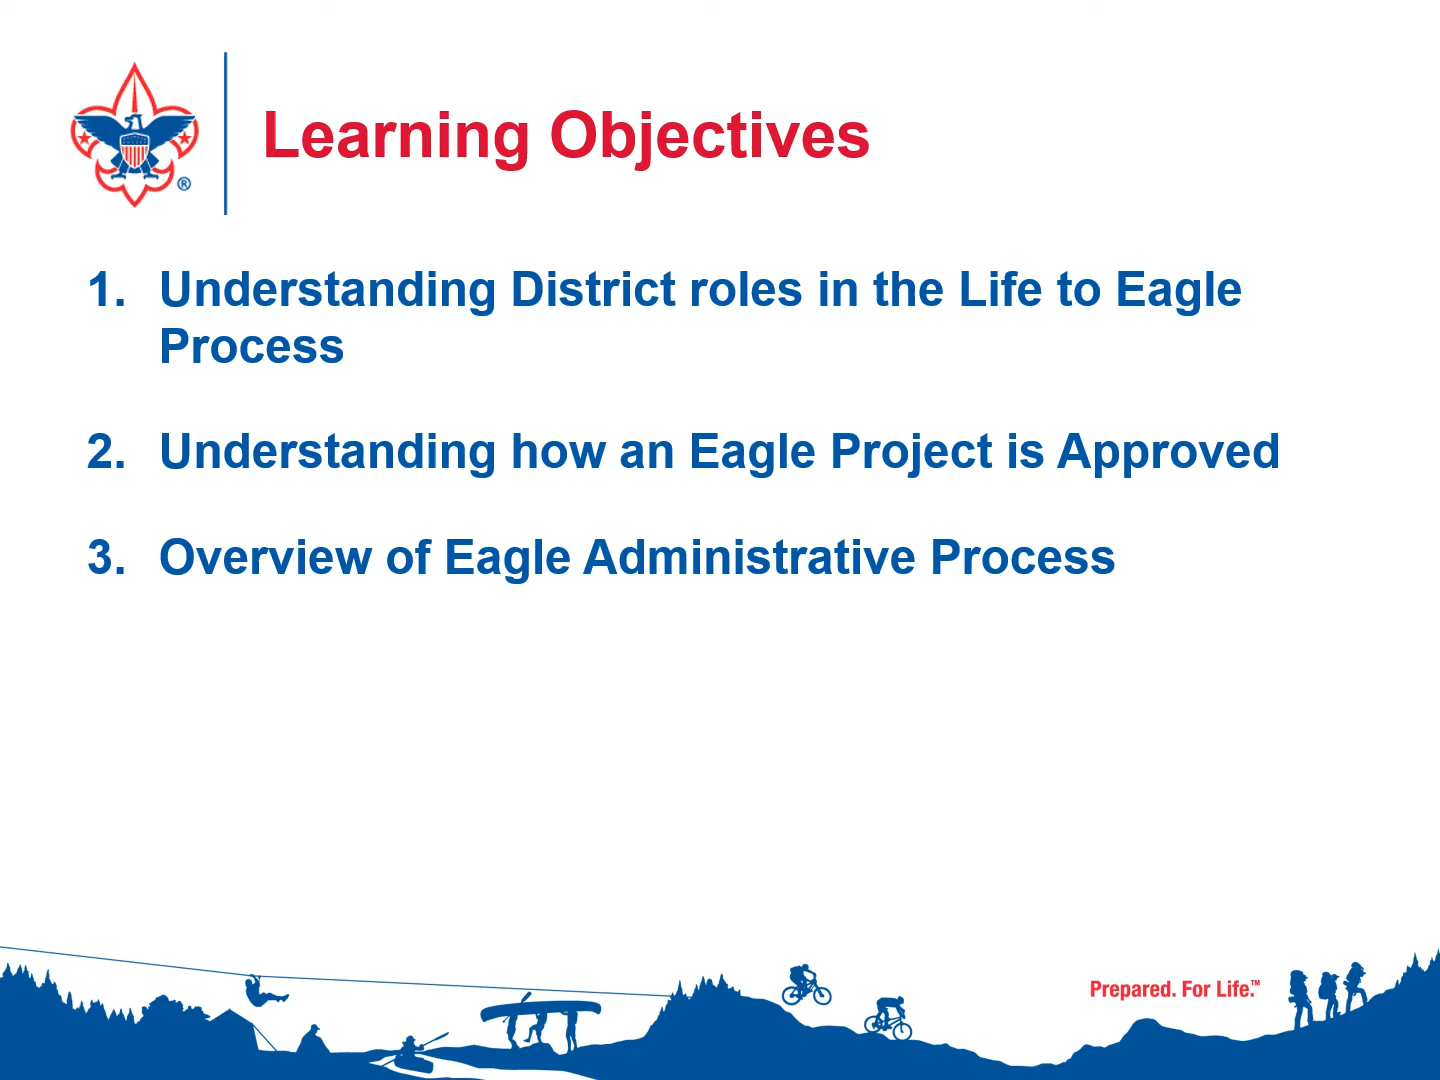 Learning Objectives
®
1. Understanding District roles in the Life to Eagle
Process
2. Understanding how an Eagle Project is Approved
3. Overview of Eagle Administrative Process
Prepared. For Life.™